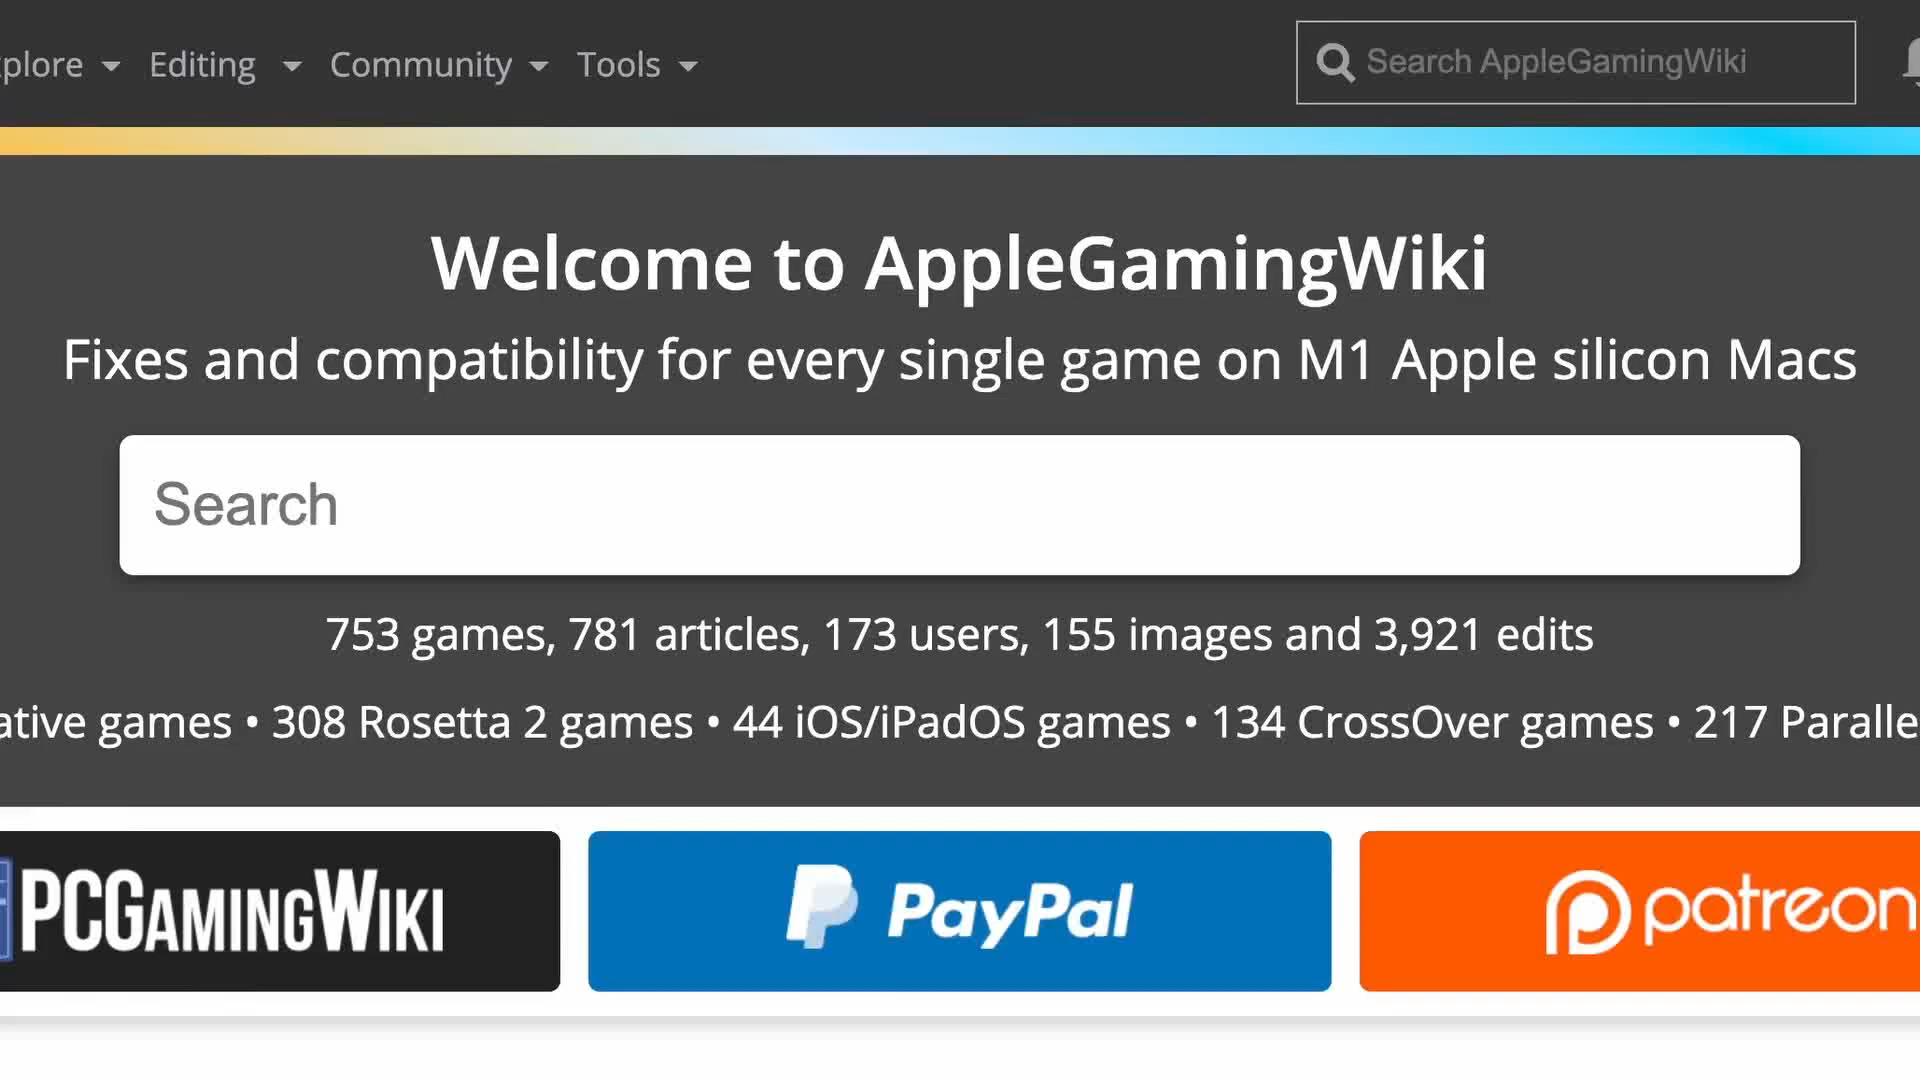 plore Editing Community Tools Search AppleGamingWiki
Welcome to AppleGamingWiki
Fixes and compatibility for every single game on M1 Apple silicon Macs
Search
753 games, 781 articles, 173 users, 155 images and 3,921 edits
ative games • 308 Rosetta 2 games • 44 iOS/iPadOS games • 134 CrossOver games • 217 Paralle
PCGamingWiki PayPal patreon